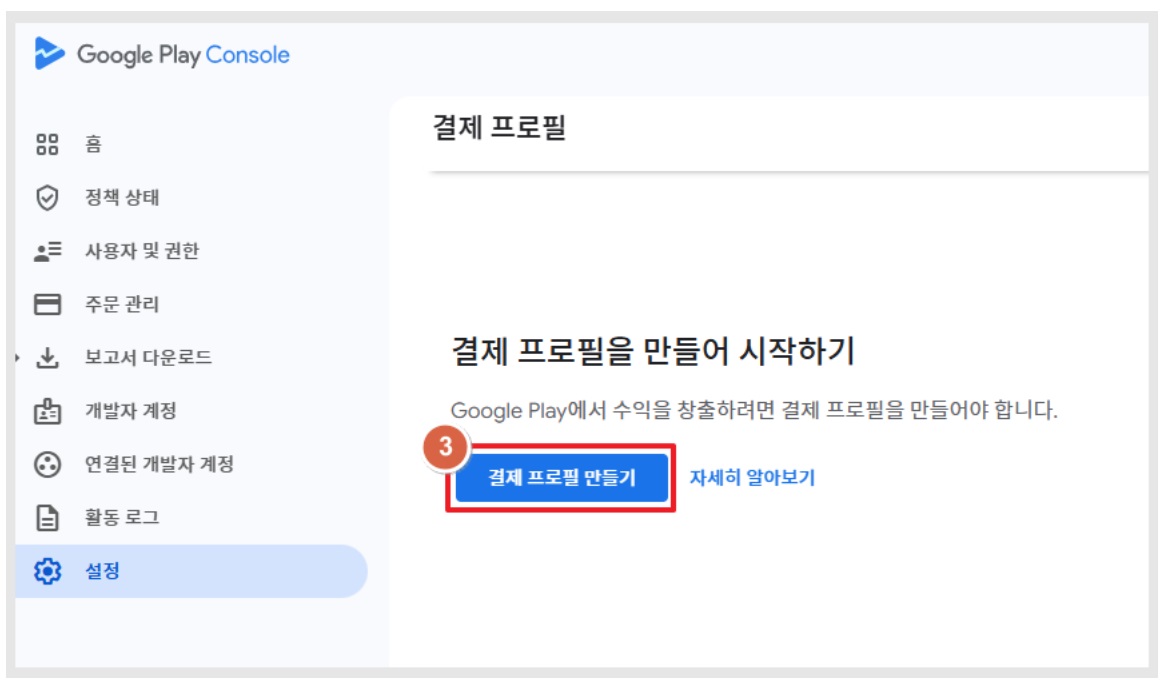 Google Play Console
홈
정책 상태
사용자 및 권한
주문 관리
보고서 다운로드
개발자 계정
연결된 개발자 계정
활동 로그
설정
결제 프로필
결제 프로필을 만들어 시작하기
Google Play에서 수익을 창출하려면 결제 프로필을 만들어야 합니다.
3
결제 프로필 만들기 자세히 알아보기